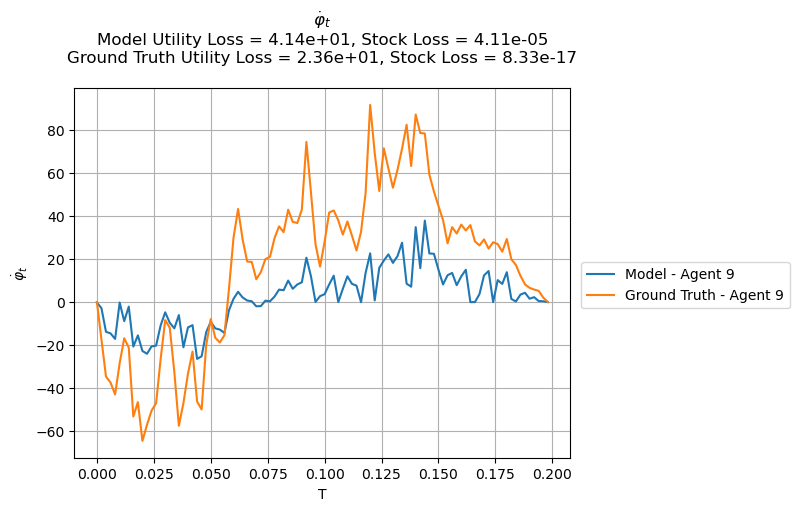 φ̇ₜ
Model Utility Loss = 4.14e+01, Stock Loss = 4.11e-05
Ground Truth Utility Loss = 2.36e+01, Stock Loss = 8.33e-17
80
60
40
20
0
−20
−40
−60
φ̇ₜ
0.000 0.025 0.050 0.075 0.100 0.125 0.150 0.175 0.200
T
Model - Agent 9
Ground Truth - Agent 9